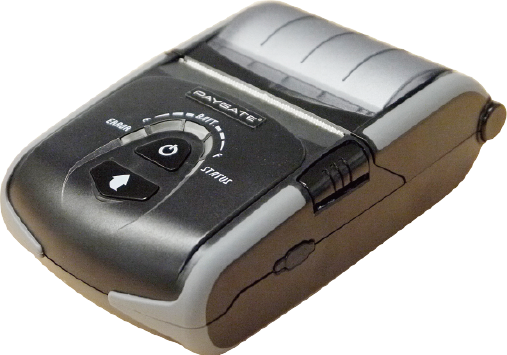 PAYGATE
ERROR
E BATT. F
STATUS